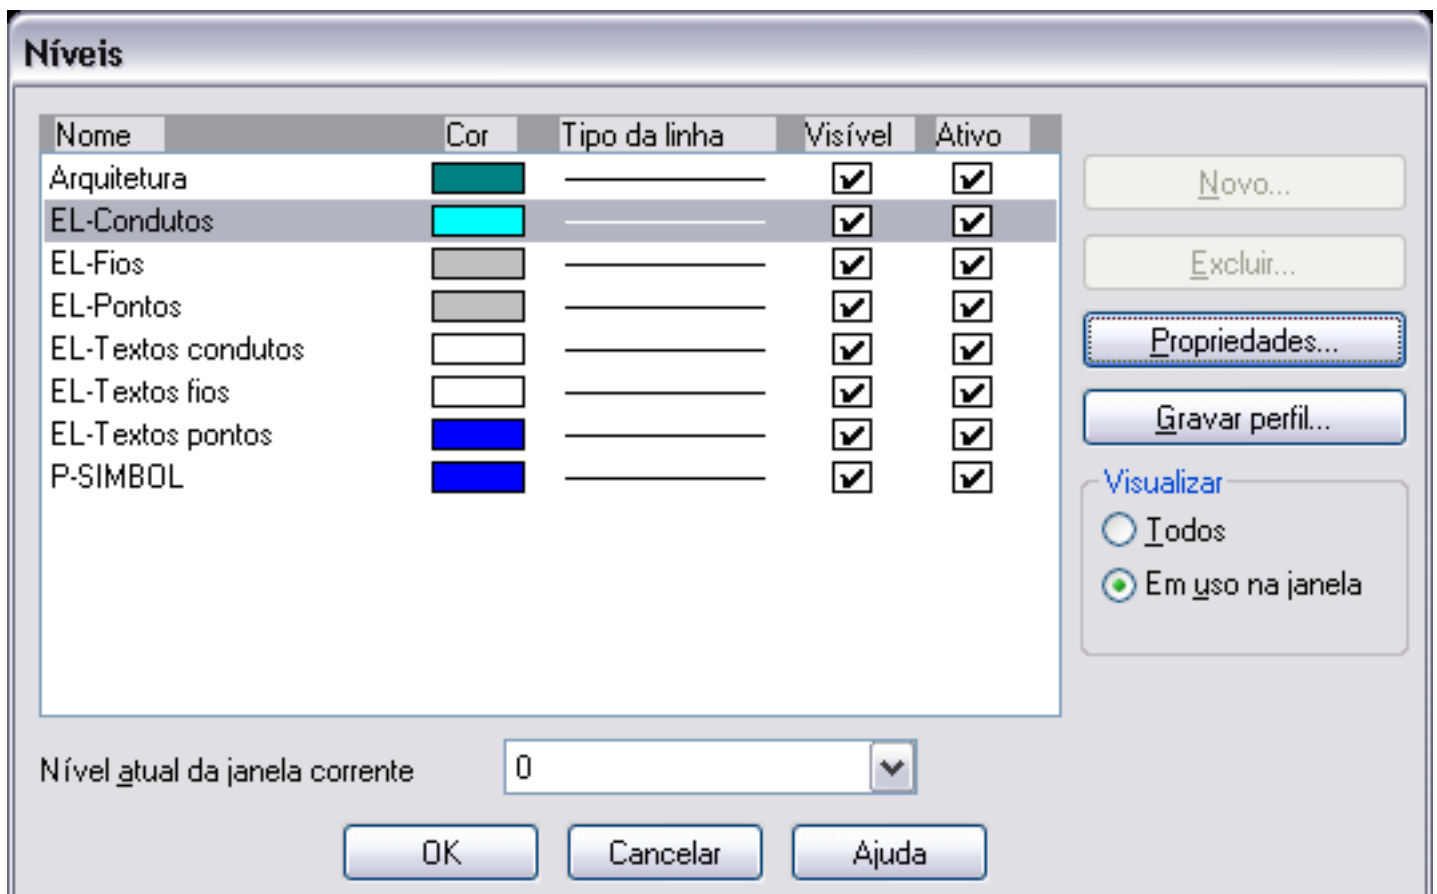 Níveis
Nome Cor Tipo da linha Visível Ativo
Arquitetura
EL-Condutos
EL-Fios
EL-Pontos
EL-Textos condutos
EL-Textos fios
EL-Textos pontos
P-SIMBOL
Novo...
Excluir...
Propriedades...
Gravar perfil...
Visualizar
Todos
Em uso na janela
Nível atual da janela corrente 0
OK Cancelar Ajuda